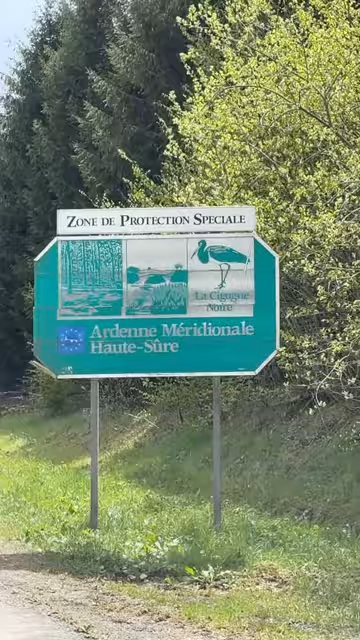 ZONE DE PROTECTION SPECIALE
La Cigogne
Noire
Ardenne Méridionale
Haute-Sûre